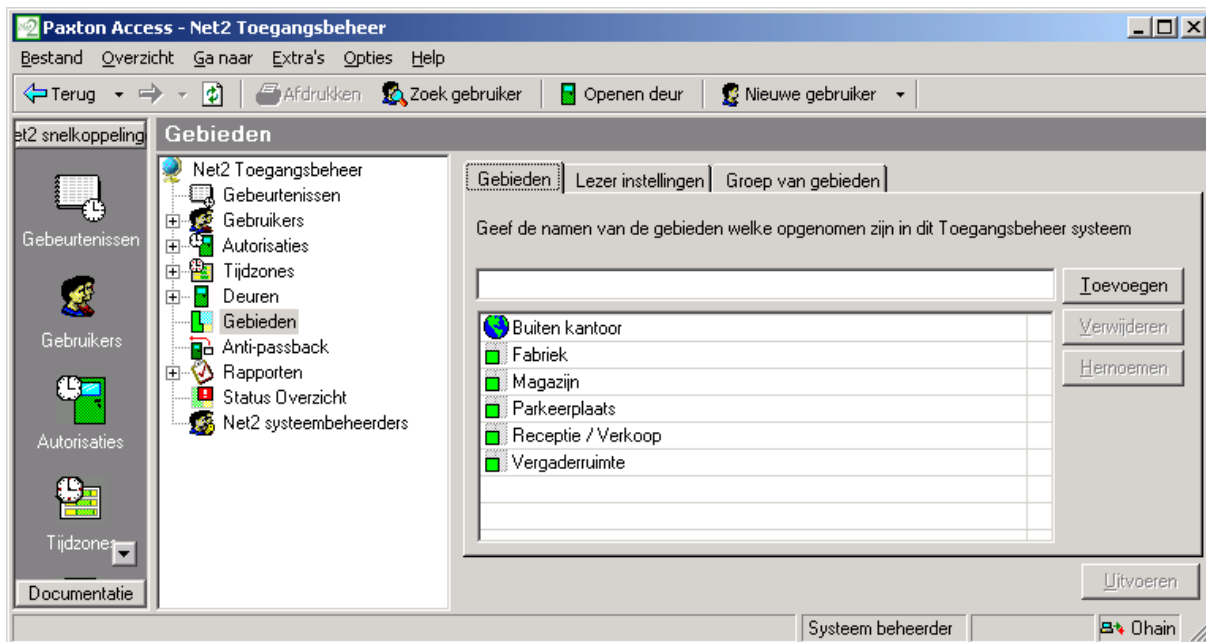 Paxton Access - Net2 Toegangsbeheer
Bestand Overzicht Ga naar Extra's Opties Help
Terug Afdrukken Zoek gebruiker Openen deur Nieuwe gebruiker
et2 snelkoppeling
Gebeurtenissen
Gebruikers
Autorisaties
Tijdzones
Documentatie
Gebieden
Net2 Toegangsbeheer
Gebeurtenissen
Gebruikers
Autorisaties
Tijdzones
Deuren
Gebieden
Anti-passback
Rapporten
Status Overzicht
Net2 systeembeheerders
Gebieden Lezer instellingen Groep van gebieden
Geef de namen van de gebieden welke opgenomen zijn in dit Toegangsbeheer systeem
Toevoegen
Verwijderen
Hernoemen
Buiten kantoor
Fabriek
Magazijn
Parkeerplaats
Receptie / Verkoop
Vergaderruimte
Uitvoeren
Systeem beheerder Ohain